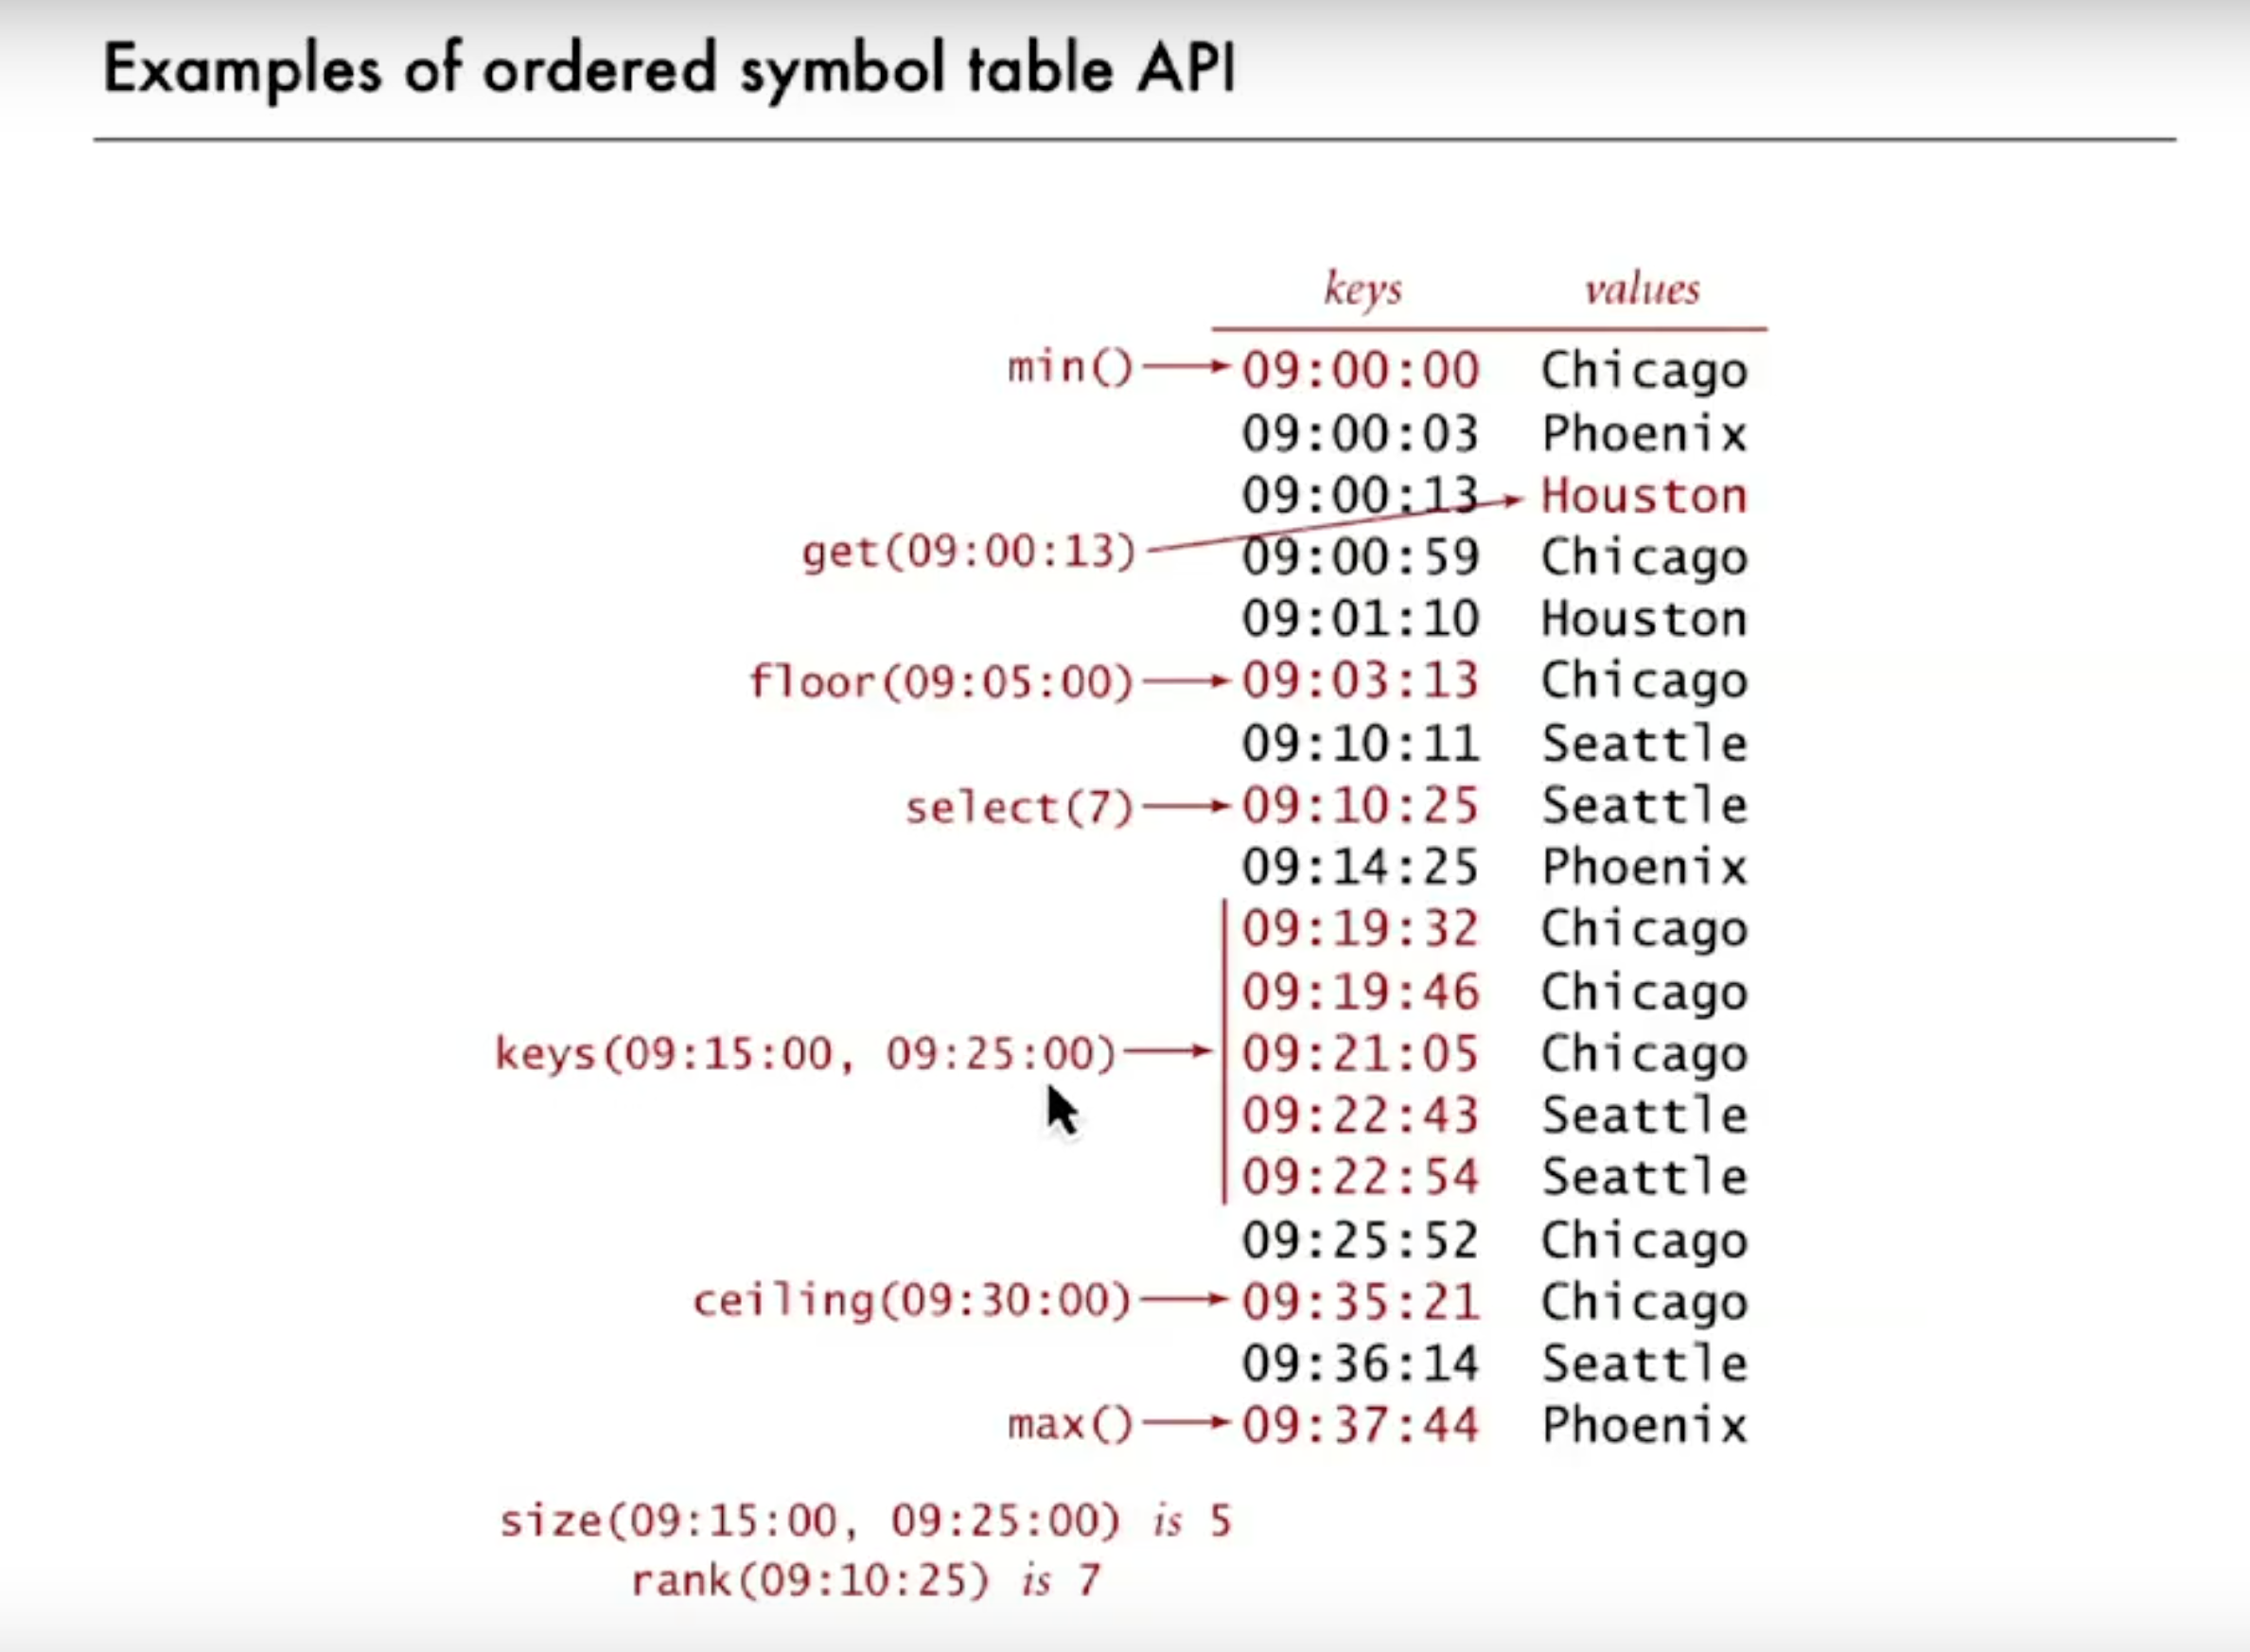 Examples of ordered symbol table API
keys values
min() 09:00:00 Chicago
09:00:03 Phoenix
09:00:13 Houston
get(09:00:13) 09:00:59 Chicago
09:01:10 Houston
floor(09:05:00) 09:03:13 Chicago
09:10:11 Seattle
select(7) 09:10:25 Seattle
09:14:25 Phoenix
09:19:32 Chicago
09:19:46 Chicago
keys(09:15:00, 09:25:00) 09:21:05 Chicago
09:22:43 Seattle
09:22:54 Seattle
09:25:52 Chicago
ceiling(09:30:00) 09:35:21 Chicago
09:36:14 Seattle
max() 09:37:44 Phoenix
size(09:15:00, 09:25:00) is 5
rank(09:10:25) is 7